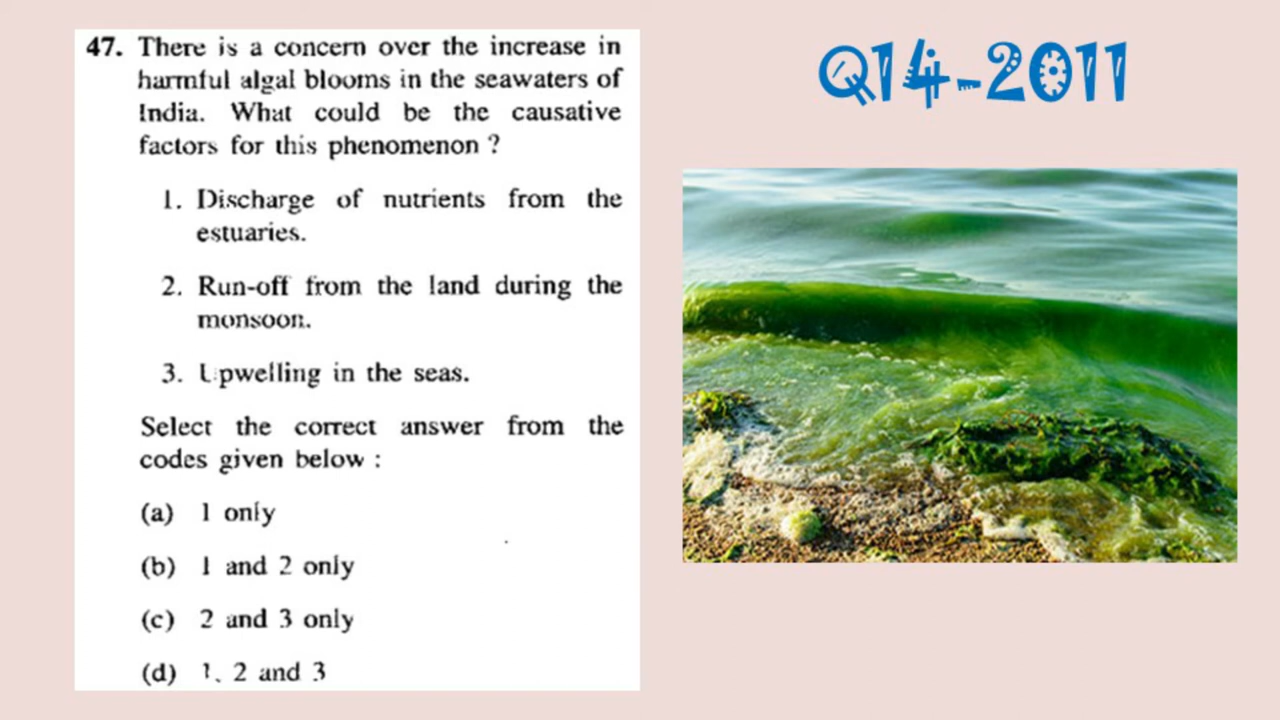 47. There is a concern over the increase in
harmful algal blooms in the seawaters of
India. What could be the causative
factors for this phenomenon ?
1. Discharge of nutrients from the
estuaries.
2. Run-off from the land during the
monsoon.
3. Upwelling in the seas.
Select the correct answer from the
codes given below :
(a) 1 only
(b) 1 and 2 only
(c) 2 and 3 only
(d) 1, 2 and 3
Q14-2011